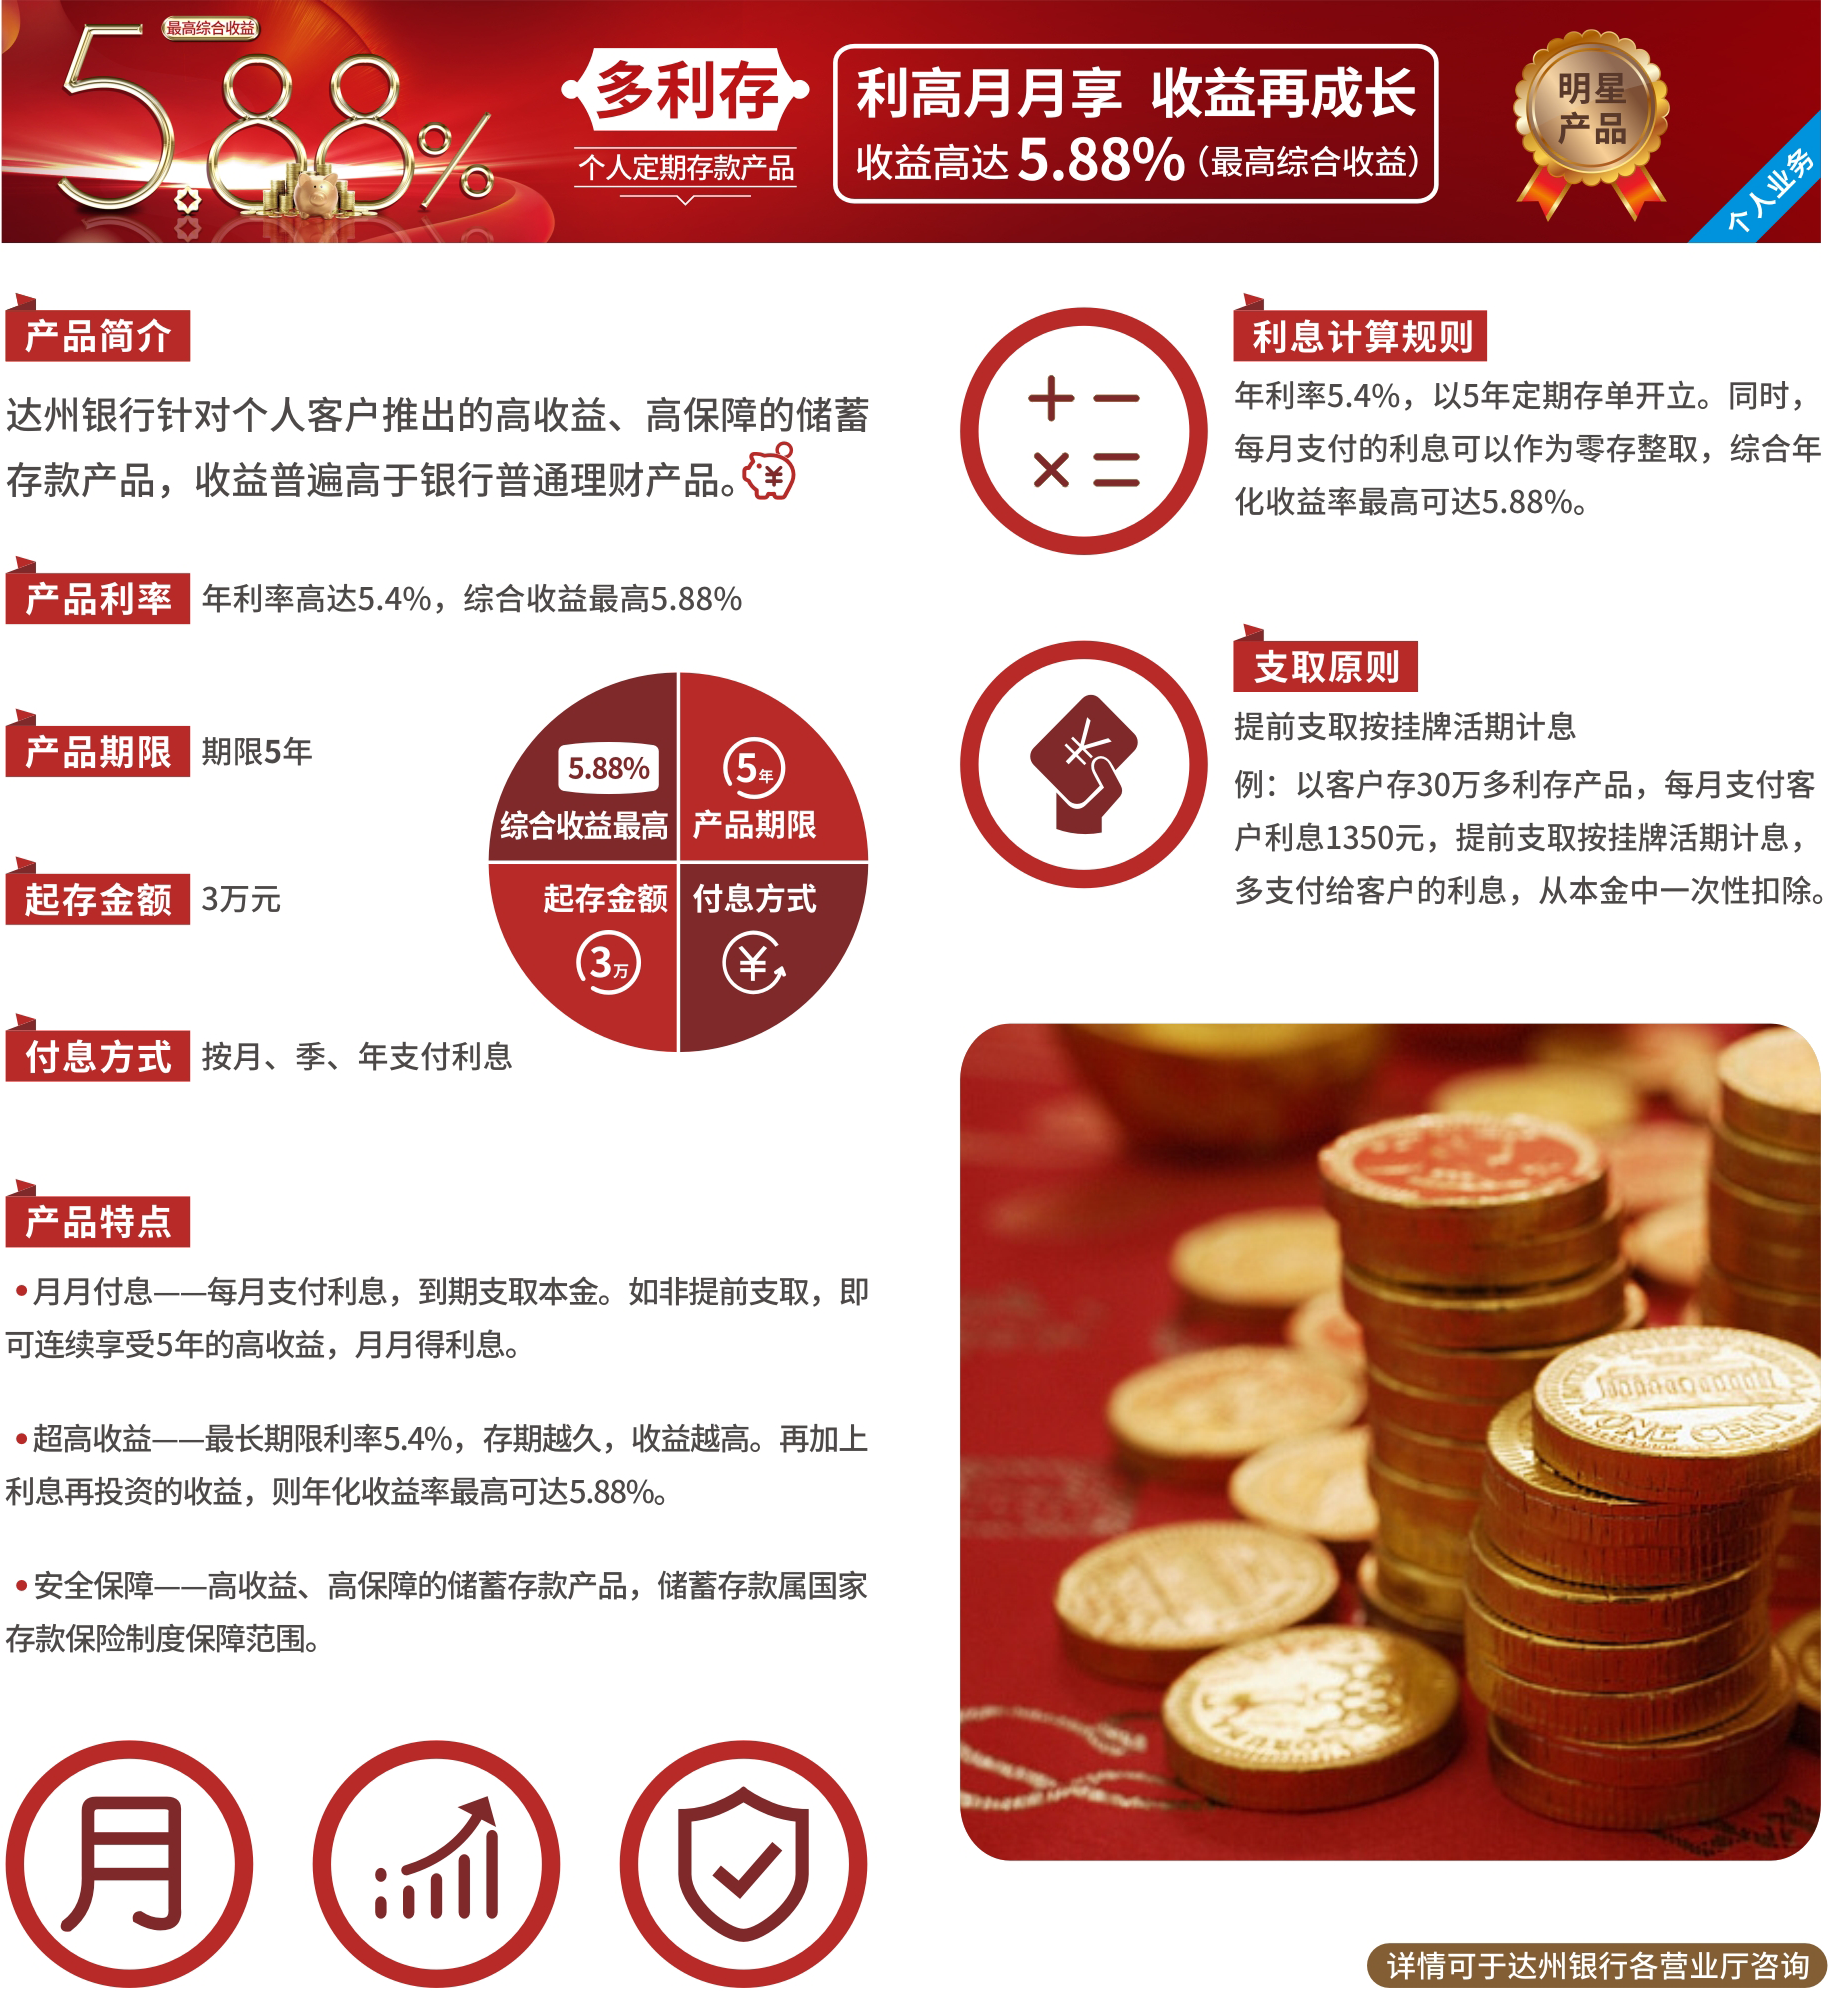 最高综合收益
5.88%
多利存
个人定期存款产品
利高月月享 收益再成长
收益高达5.88%（最高综合收益）
明星
产品
个人业务
产品简介
达州银行针对个人客户推出的高收益、高保障的储蓄
存款产品，收益普遍高于银行普通理财产品。
产品利率
年利率高达5.4%，综合收益最高5.88%
产品期限
期限5年
起存金额
3万元
付息方式
按月、季、年支付利息
5.88%
综合收益最高
5年
产品期限
起存金额
3万
付息方式
¥
产品特点
•月月付息——每月支付利息，到期支取本金。如非提前支取，即
可连续享受5年的高收益，月月得利息。
•超高收益——最长期限利率5.4%，存期越久，收益越高。再加上
利息再投资的收益，则年化收益率最高可达5.88%。
•安全保障——高收益、高保障的储蓄存款产品，储蓄存款属国家
存款保险制度保障范围。
月
利息计算规则
年利率5.4%，以5年定期存单开立。同时，
每月支付的利息可以作为零存整取，综合年
化收益率最高可达5.88%。
支取原则
提前支取按挂牌活期计息
例：以客户存30万多利存产品，每月支付客
户利息1350元，提前支取按挂牌活期计息，
多支付给客户的利息，从本金中一次性扣除。
ONE CENT
详情可于达州银行各营业厅咨询